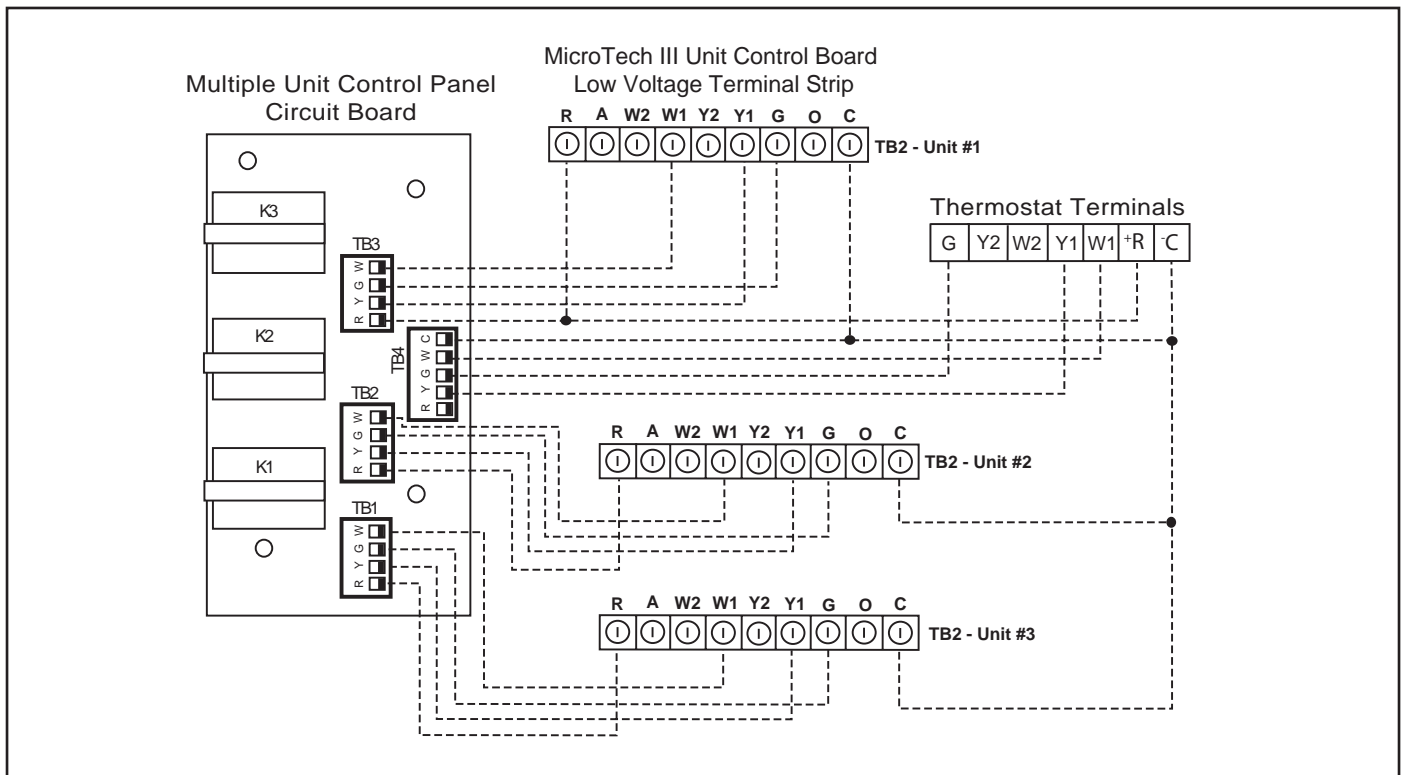 MicroTech III Unit Control Board
Low Voltage Terminal Strip
Multiple Unit Control Panel
Circuit Board
R A W2 W1 Y2 Y1 G O C
TB2 - Unit #1
Thermostat Terminals
G Y2 W2 Y1 W1 +R -C
K3
TB3
W
G
Y
R
K2
TB4
C
W
G
Y
R
TB2
W
G
Y
R
R A W2 W1 Y2 Y1 G O C
TB2 - Unit #2
K1
TB1
W
G
Y
R
R A W2 W1 Y2 Y1 G O C
TB2 - Unit #3